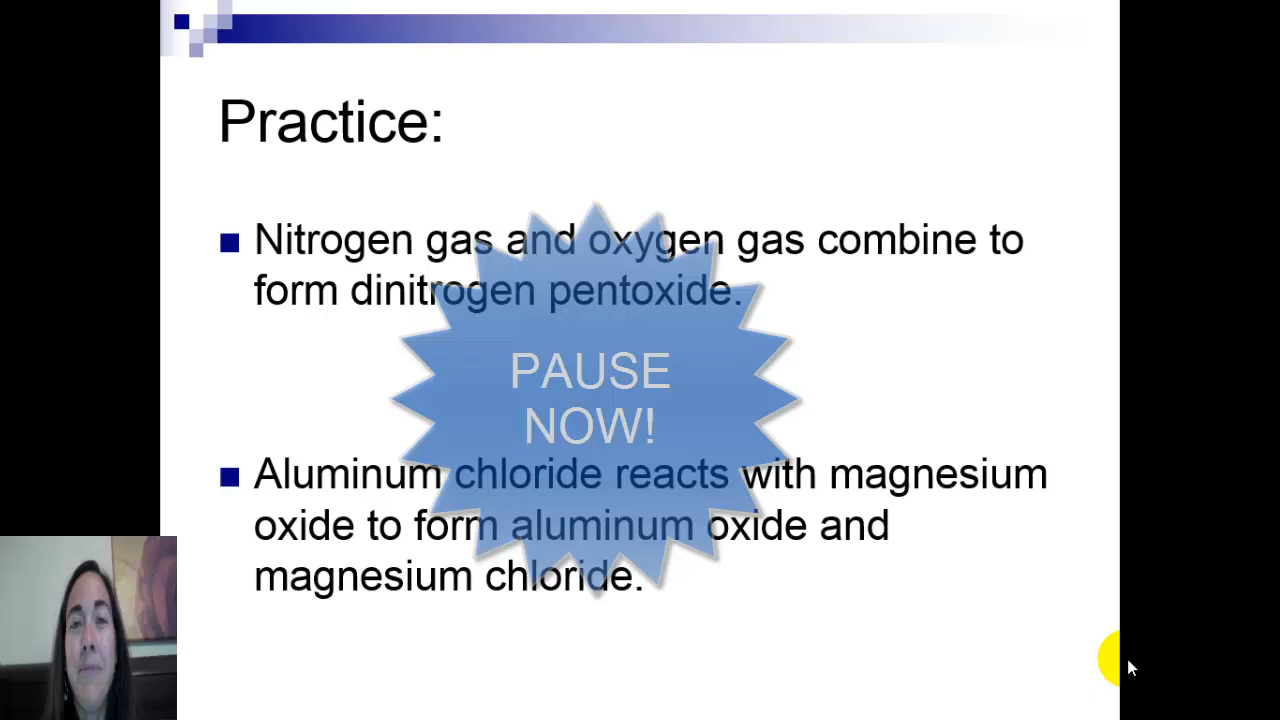 Practice:
Nitrogen gas and oxygen gas combine to
form dinitrogen pentoxide.
PAUSE
NOW!
Aluminum chloride reacts with magnesium
oxide to form aluminum oxide and
magnesium chloride.